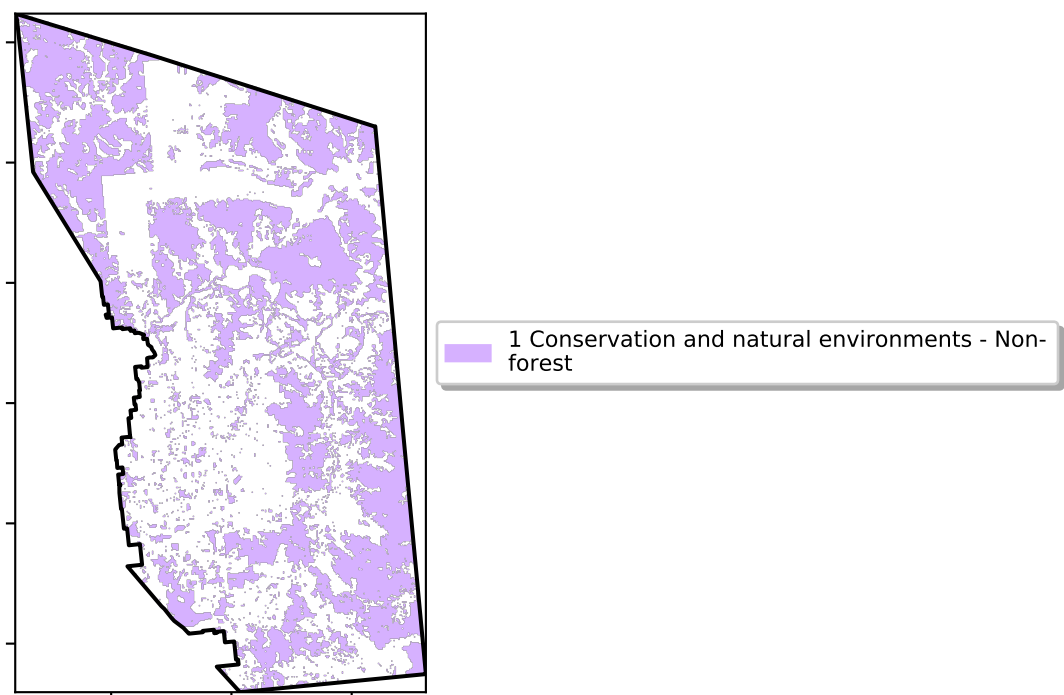 1 Conservation and natural environments - Non-
forest